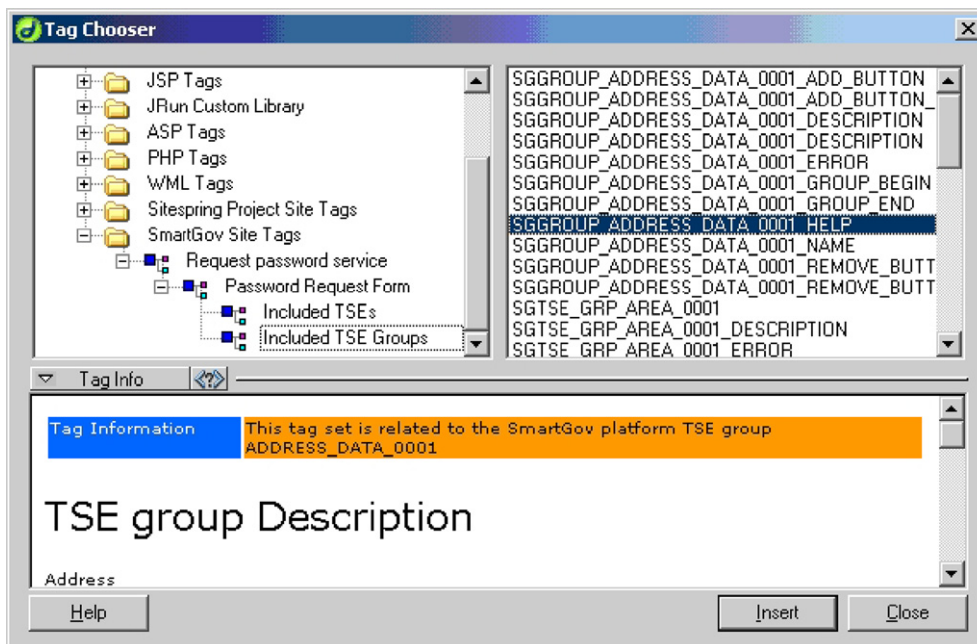 Tag Chooser
JSP Tags
JRun Custom Library
ASP Tags
PHP Tags
WML Tags
Sitespring Project Site Tags
SmartGov Site Tags
Request password service
Password Request Form
Included TSEs
Included TSE Groups
SGGROUP_ADDRESS_DATA_0001_ADD_BUTTON
SGGROUP_ADDRESS_DATA_0001_ADD_BUTTON_
SGGROUP_ADDRESS_DATA_0001_DESCRIPTION
SGGROUP_ADDRESS_DATA_0001_DESCRIPTION
SGGROUP_ADDRESS_DATA_0001_ERROR
SGGROUP_ADDRESS_DATA_0001_GROUP_BEGIN
SGGROUP_ADDRESS_DATA_0001_GROUP_END
SGGROUP_ADDRESS_DATA_0001_HELP
SGGROUP_ADDRESS_DATA_0001_NAME
SGGROUP_ADDRESS_DATA_0001_REMOVE_BUTT
SGGROUP_ADDRESS_DATA_0001_REMOVE_BUTT
SGTSE_GRP_AREA_0001
SGTSE_GRP_AREA_0001_DESCRIPTION
SGTSE_GRP_AREA_0001_ERROR
Tag Info <?>
Tag Information
This tag set is related to the SmartGov platform TSE group
ADDRESS_DATA_0001
TSE group Description
Address
Help
Insert
Close